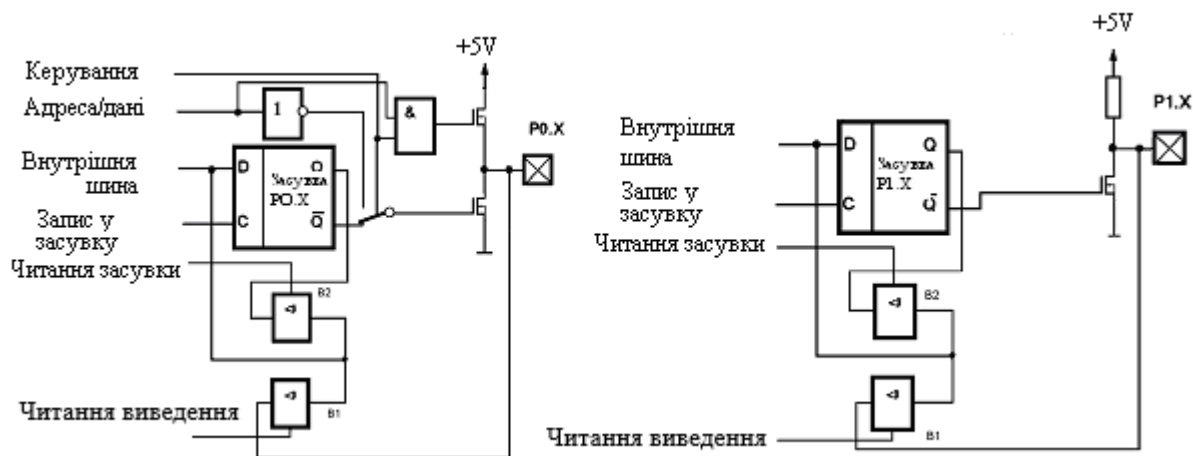 Керування
Адреса/дані
Внутрішня
шина
Запис у
засувку
Читання засувки
Читання виведення
+5V
1
&
P0.X
D
Q
Засувка
PO.X
C
Q̅
B2
B1
Внутрішня
шина
Запис у
засувку
Читання засувки
Читання виведення
+5V
P1.X
D
Q
Засувка
P1.X
C
Q̅
B2
B1